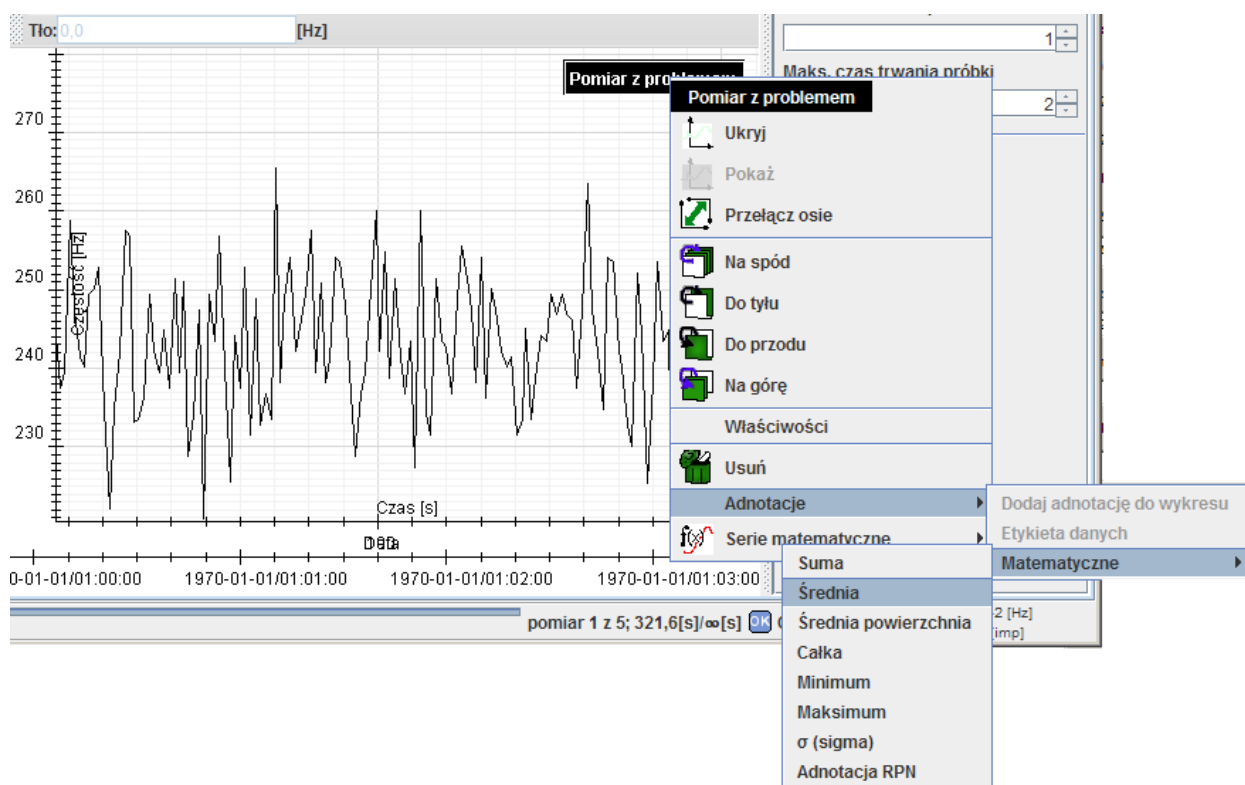 Tło: 0,0 [Hz]
1
Maks. czas trwania próbki
2
Pomiar z problemem
Pomiar z problemem
Ukryj
Pokaż
Przełącz osie
Na spód
Do tyłu
Do przodu
Na górę
Właściwości
Usuń
Adnotacje
Serie matematyczne
Dodaj adnotację do wykresu
Etykieta danych
Matematyczne
Suma
Średnia
Średnia powierzchnia
Całka
Minimum
Maksimum
σ (sigma)
Adnotacja RPN
270
260
250
240
230
Częstość [Hz]
Czas [s]
Data
0-01-01/01:00:00 1970-01-01/01:01:00 1970-01-01/01:02:00 1970-01-01/01:03:00
pomiar 1 z 5; 321,6[s]/∞[s] OK
-2 [Hz]
[imp]